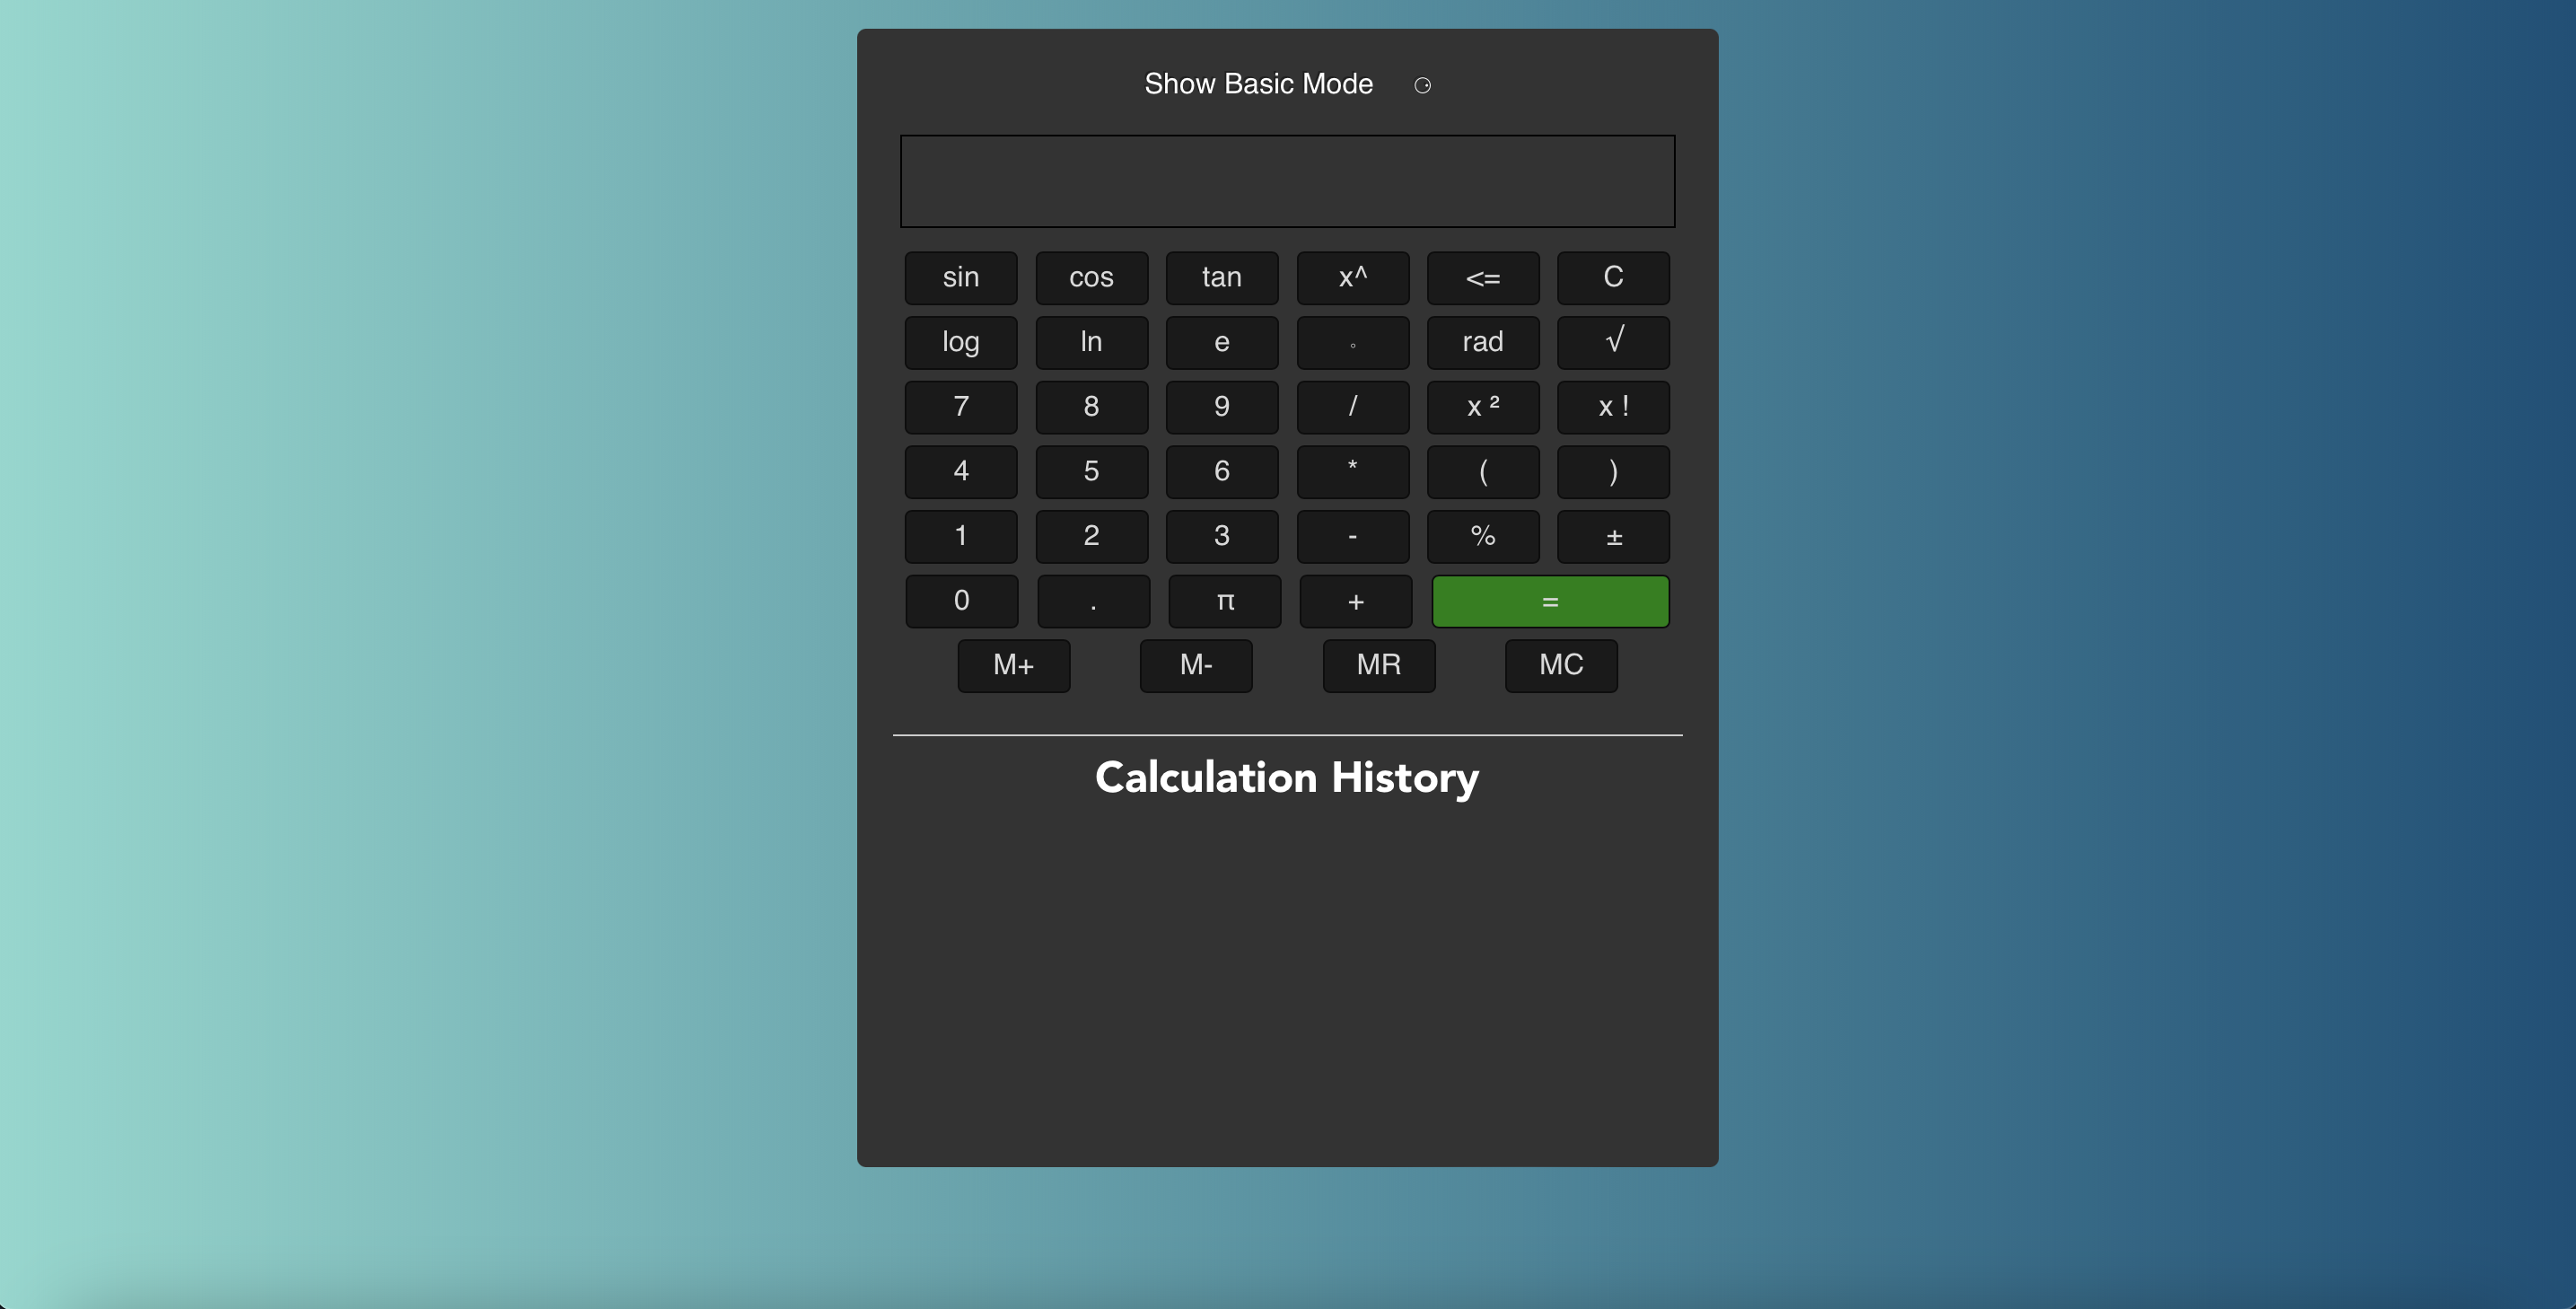 Show Basic Mode
sin cos tan x^ <= C
log ln e ◦ rad √
7 8 9 / x ² x !
4 5 6 * ( )
1 2 3 - % ±
0 . π + =
M+ M- MR MC
Calculation History